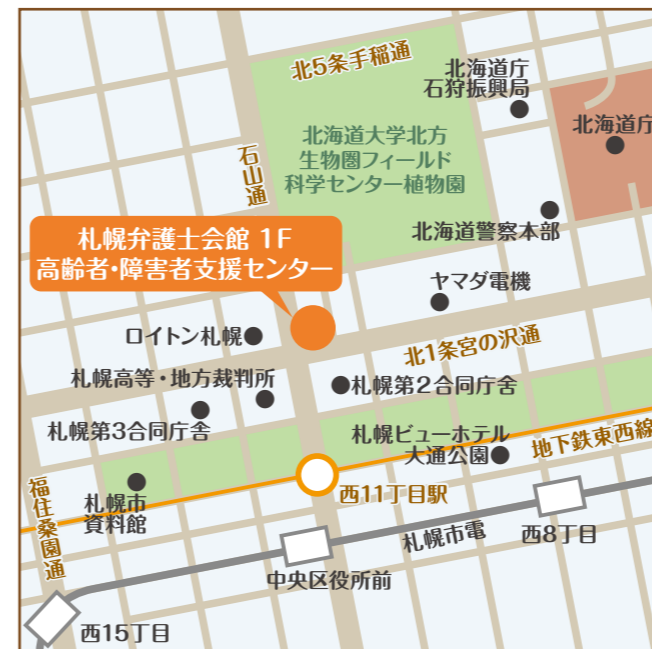 北5条手稲通
北海道庁
石狩振興局
北海道庁
北海道大学北方
生物圏フィールド
科学センター植物園
石山通
北海道警察本部
札幌弁護士会館 1F
高齢者・障害者支援センター
ヤマダ電機
ロイトン札幌
北1条宮の沢通
札幌高等・地方裁判所
札幌第2合同庁舎
札幌第3合同庁舎
札幌ビューホテル
大通公園
地下鉄東西線
福住桑園通
札幌市
資料館
西11丁目駅
西8丁目
札幌市電
中央区役所前
西15丁目